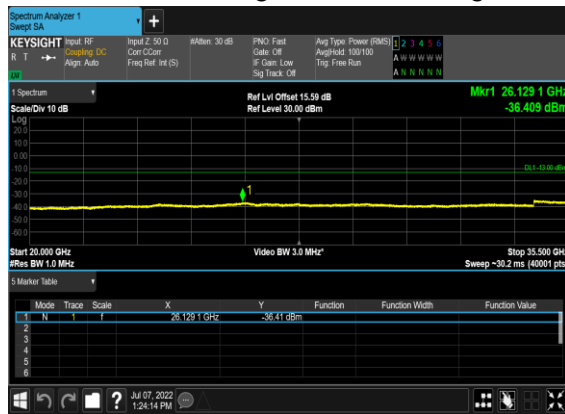 Spectrum Analyzer 1
Swept SA
KEYSIGHT
R T
Input: RF
Coupling: DC
Align: Auto
Input Z: 50 Ω
Corr CCorr
Freq Ref: Int (S)
#Atten: 30 dB
PNO: Fast
Gate: Off
IF Gain: Low
Sig Track: Off
Avg Type: Power (RMS)
Avg|Hold: 100/100
Trig: Free Run
1 2 3 4 5 6
A W W W W W
A N N N N N
LW
1 Spectrum
Scale/Div 10 dB
Ref Lvl Offset 15.59 dB
Ref Level 30.00 dBm
Mkr1 26.129 1 GHz
-36.409 dBm
Log
20.0
10.0
0.00
-10.0
-20.0
-30.0
-40.0
-50.0
-60.0
DL1 -13.00 dBm
1
Start 20.000 GHz
#Res BW 1.0 MHz
Video BW 3.0 MHz*
Stop 35.500 GHz
Sweep ~30.2 ms (40001 pts)
5 Marker Table
Mode Trace Scale X Y Function Function Width Function Value
1 N 1 f 26.129 1 GHz -36.41 dBm
2
3
4
5
6
?
Jul 07, 2022
1:24:14 PM